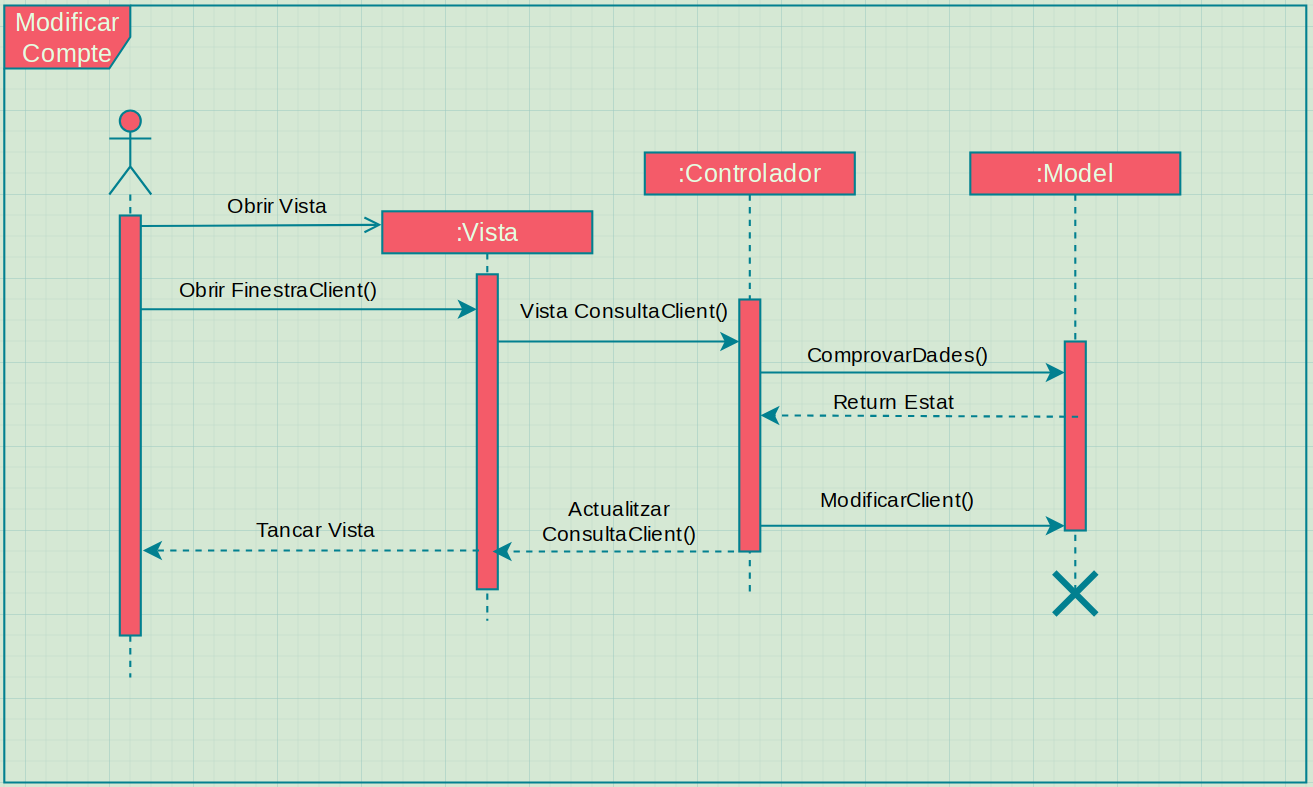 Modificar
Compte
:Controlador
:Model
Obrir Vista
:Vista
Obrir FinestraClient()
Vista ConsultaClient()
ComprovarDades()
Return Estat
ModificarClient()
Actualitzar
ConsultaClient()
Tancar Vista